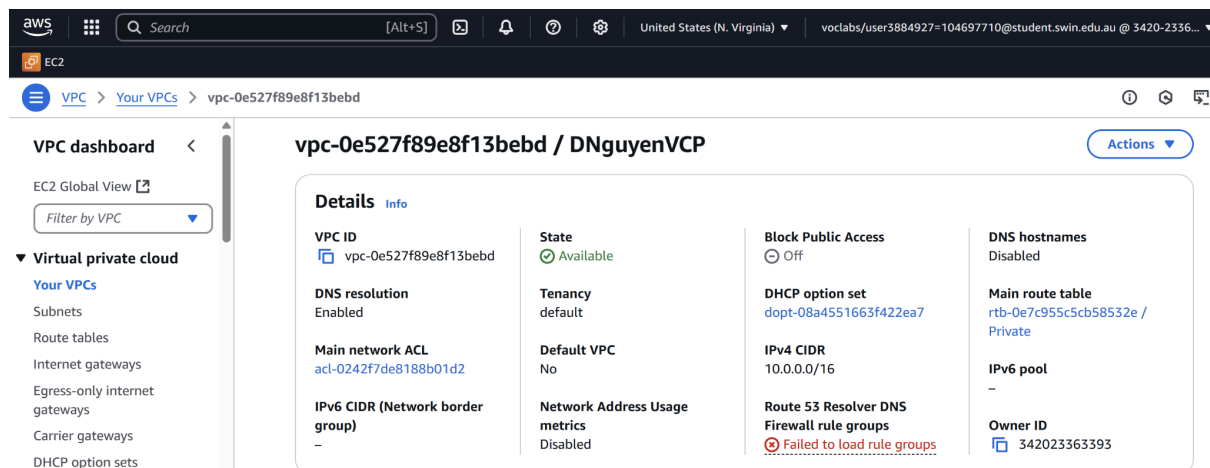 aws
Search
[Alt+S]
United States (N. Virginia)
voclabs/user3884927=104697710@student.swin.edu.au @ 3420-2336...
EC2
VPC > Your VPCs > vpc-0e527f89e8f13bebd
VPC dashboard
EC2 Global View
Filter by VPC
Virtual private cloud
Your VPCs
Subnets
Route tables
Internet gateways
Egress-only internet
gateways
Carrier gateways
DHCP option sets
vpc-0e527f89e8f13bebd / DNguyenVCP
Actions
Details Info
VPC ID
vpc-0e527f89e8f13bebd
State
Available
Block Public Access
Off
DNS hostnames
Disabled
DNS resolution
Enabled
Tenancy
default
DHCP option set
dopt-08a4551663f422ea7
Main route table
rtb-0e7c955c5cb58532e /
Private
Main network ACL
acl-0242f7de8188b01d2
Default VPC
No
IPv4 CIDR
10.0.0.0/16
IPv6 pool
–
IPv6 CIDR (Network border
group)
–
Network Address Usage
metrics
Disabled
Route 53 Resolver DNS
Firewall rule groups
Failed to load rule groups
Owner ID
342023363393